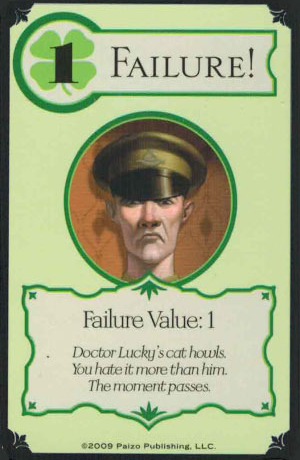 1
FAILURE!
Failure Value: 1
Doctor Lucky's cat howls.
You hate it more than him.
The moment passes.
©2009 Paizo Publishing, LLC.